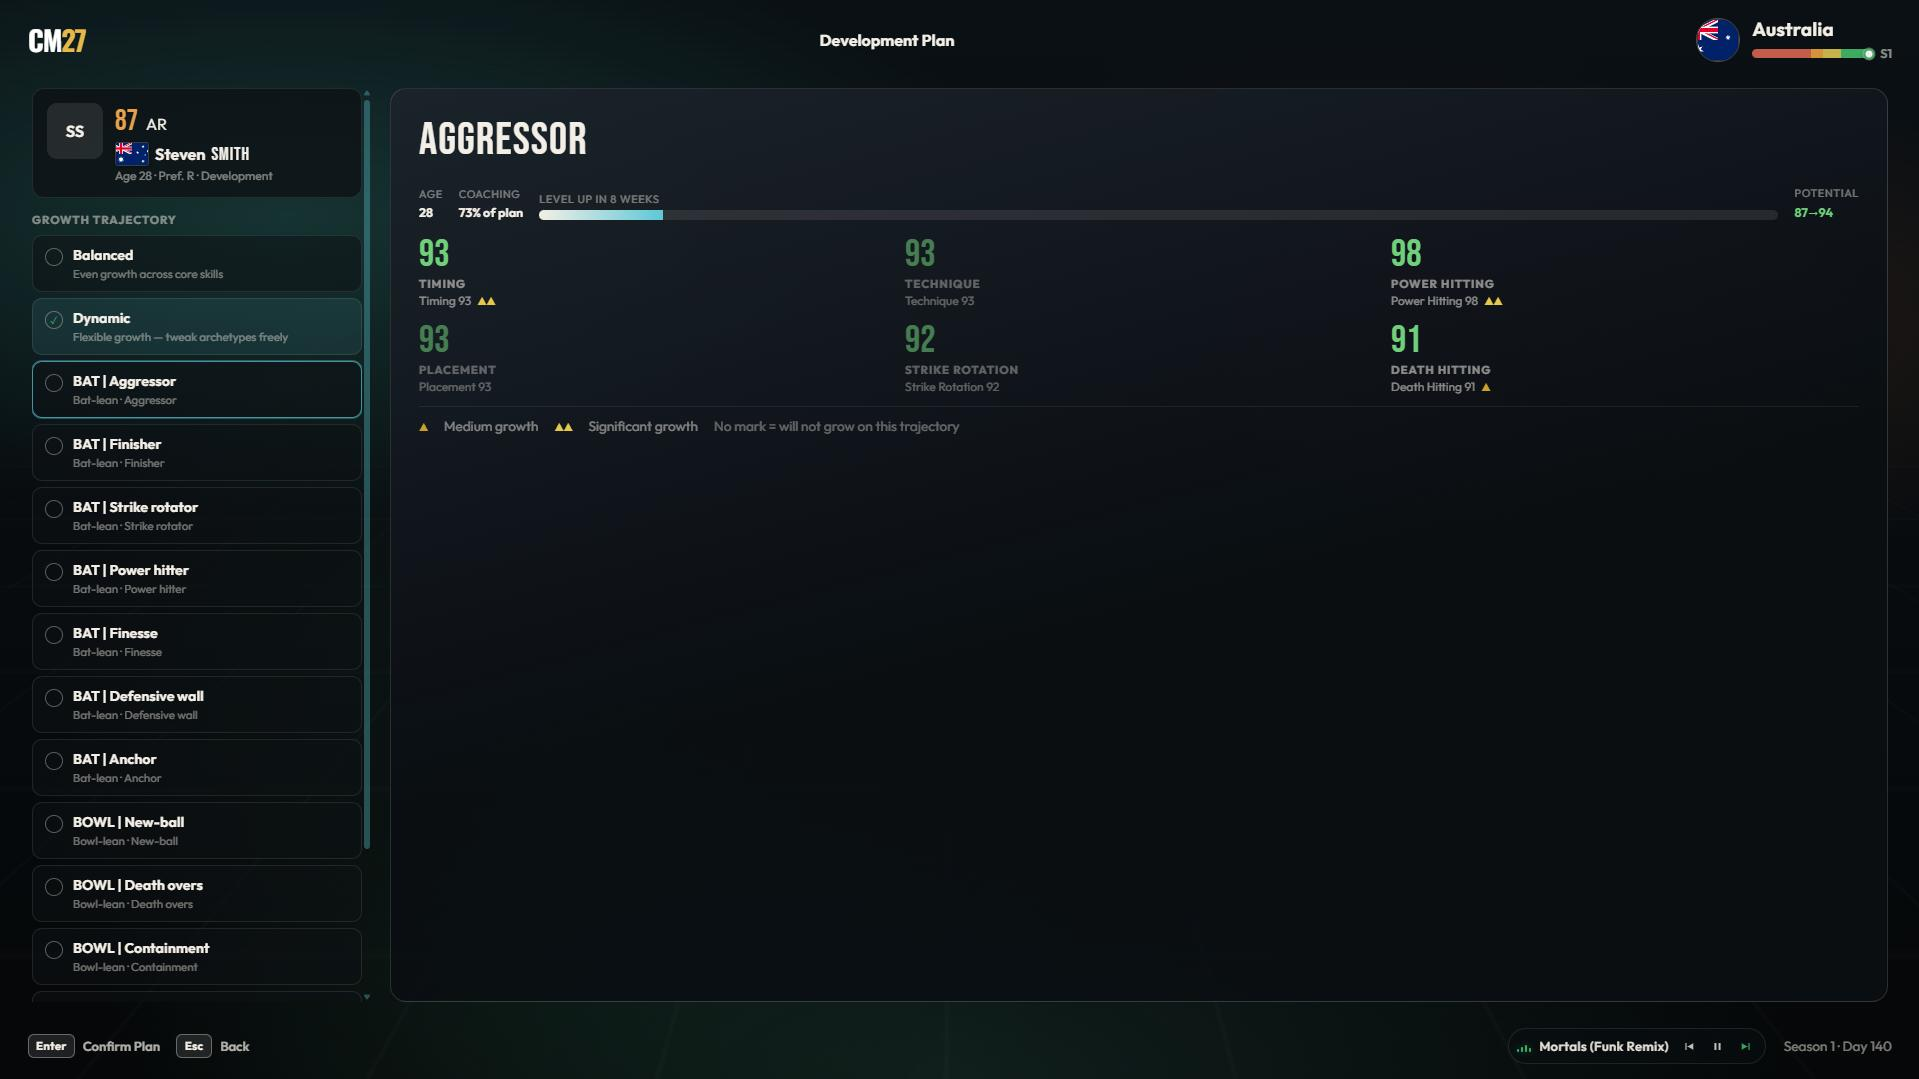 CM27
Development Plan
Australia
S1
SS
87 AR
Steven SMITH
Age 28 · Pref. R · Development
GROWTH TRAJECTORY
Balanced
Even growth across core skills
Dynamic
Flexible growth — tweak archetypes freely
BAT | Aggressor
Bat-lean · Aggressor
BAT | Finisher
Bat-lean · Finisher
BAT | Strike rotator
Bat-lean · Strike rotator
BAT | Power hitter
Bat-lean · Power hitter
BAT | Finesse
Bat-lean · Finesse
BAT | Defensive wall
Bat-lean · Defensive wall
BAT | Anchor
Bat-lean · Anchor
BOWL | New-ball
Bowl-lean · New-ball
BOWL | Death overs
Bowl-lean · Death overs
BOWL | Containment
Bowl-lean · Containment
AGGRESSOR
AGE COACHING LEVEL UP IN 8 WEEKS POTENTIAL
28 73% of plan 87→94
93 93 98
TIMING TECHNIQUE POWER HITTING
Timing 93 ▲▲ Technique 93 Power Hitting 98 ▲▲
93 92 91
PLACEMENT STRIKE ROTATION DEATH HITTING
Placement 93 Strike Rotation 92 Death Hitting 91 ▲
▲ Medium growth ▲▲ Significant growth No mark = will not grow on this trajectory
Enter Confirm Plan Esc Back
Mortals (Funk Remix)
Season 1 · Day 140